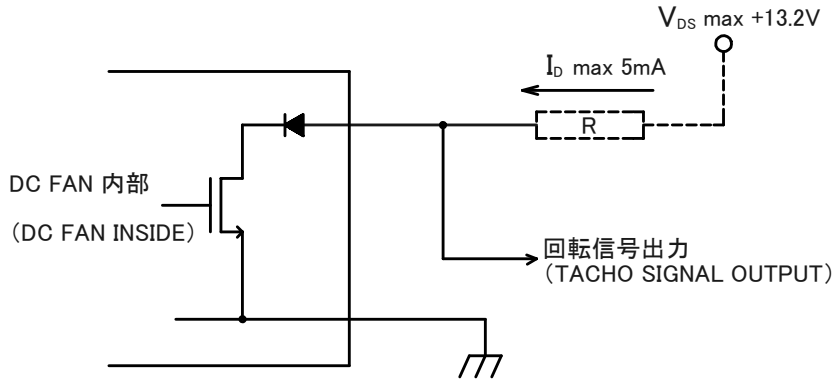 V_DS max +13.2V
I_D max 5mA
R
DC FAN 内部
(DC FAN INSIDE)
回転信号出力
(TACHO SIGNAL OUTPUT)